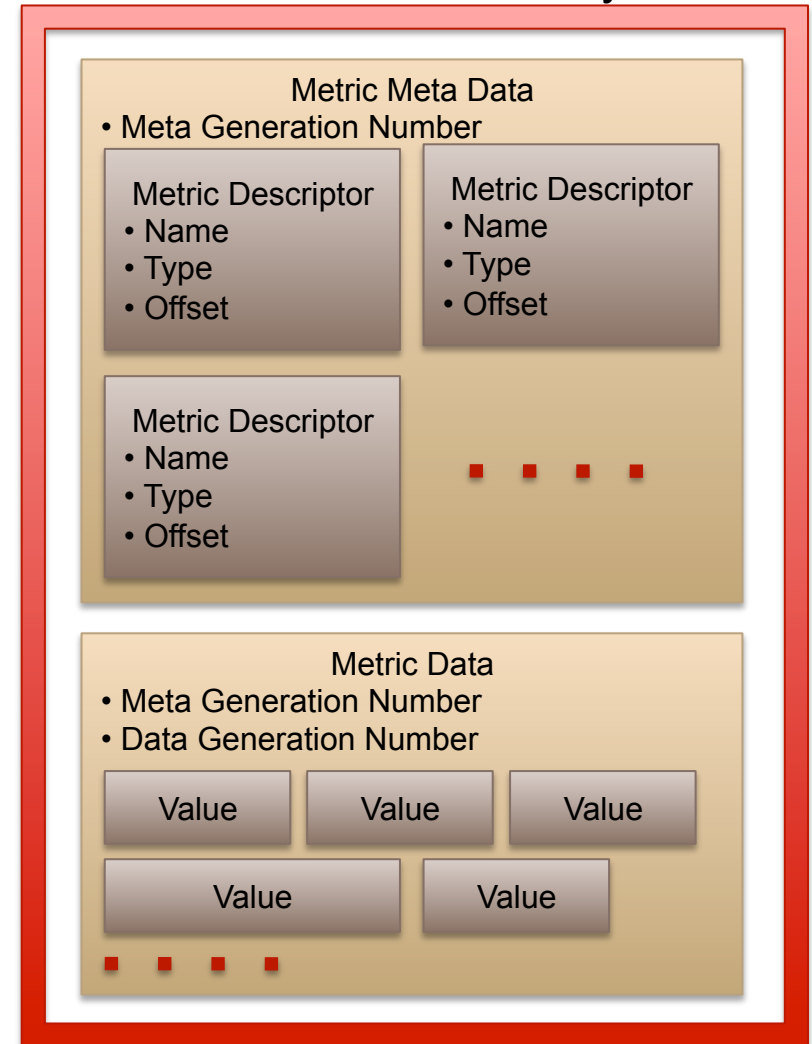 Metric Meta Data
• Meta Generation Number
Metric Descriptor
• Name
• Type
• Offset
Metric Descriptor
• Name
• Type
• Offset
Metric Descriptor
• Name
• Type
• Offset
Metric Data
• Meta Generation Number
• Data Generation Number
Value
Value
Value
Value
Value